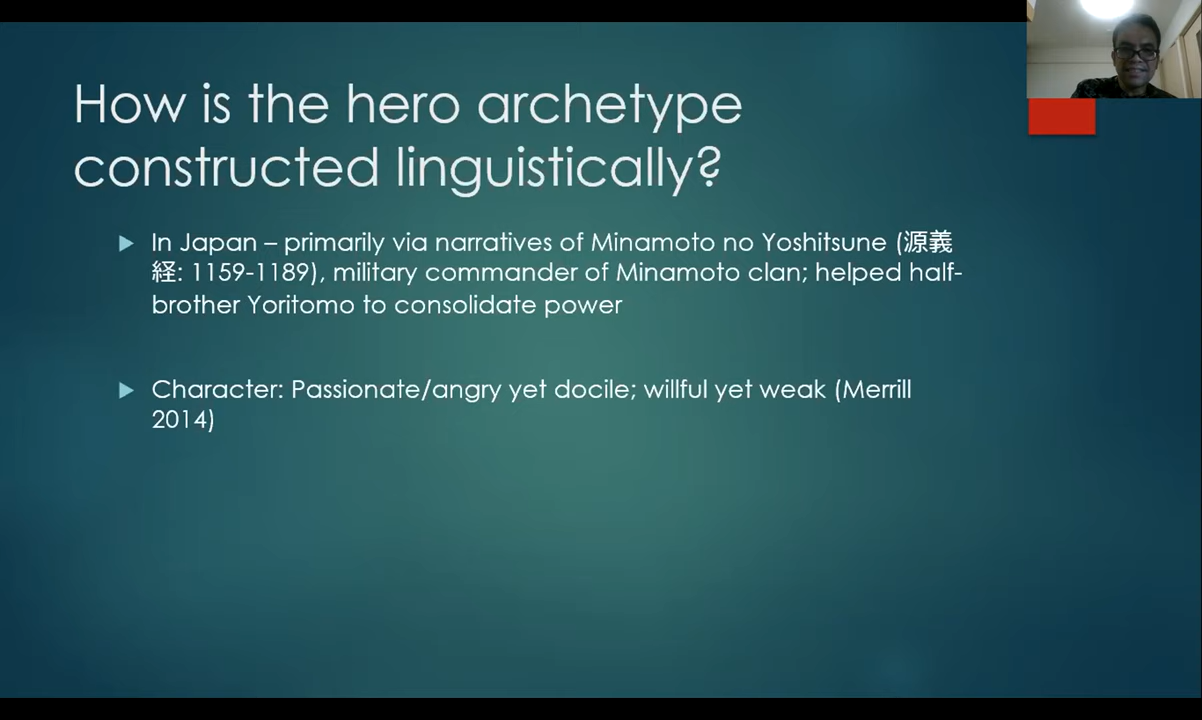 How is the hero archetype
constructed linguistically?
In Japan – primarily via narratives of Minamoto no Yoshitsune (源義
経: 1159-1189), military commander of Minamoto clan; helped half-
brother Yoritomo to consolidate power
Character: Passionate/angry yet docile; willful yet weak (Merrill
2014)